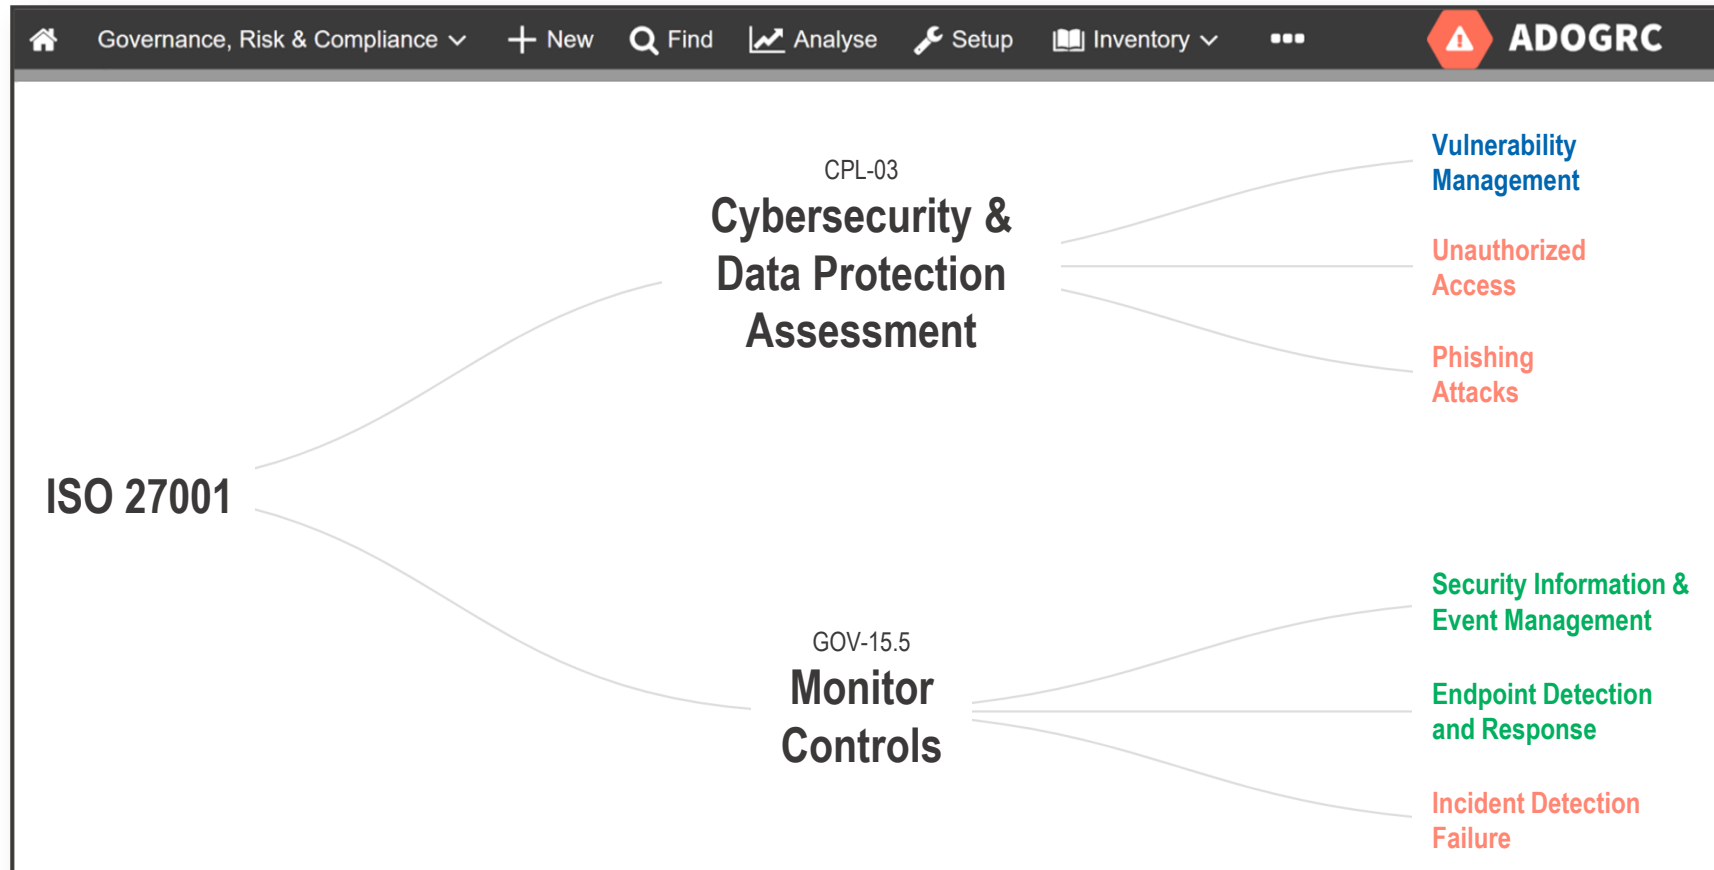 Governance, Risk & Compliance New Find Analyse Setup Inventory ADOGRC
CPL-03
Cybersecurity &
Data Protection
Assessment
Vulnerability
Management
Unauthorized
Access
Phishing
Attacks
ISO 27001
GOV-15.5
Monitor
Controls
Security Information &
Event Management
Endpoint Detection
and Response
Incident Detection
Failure